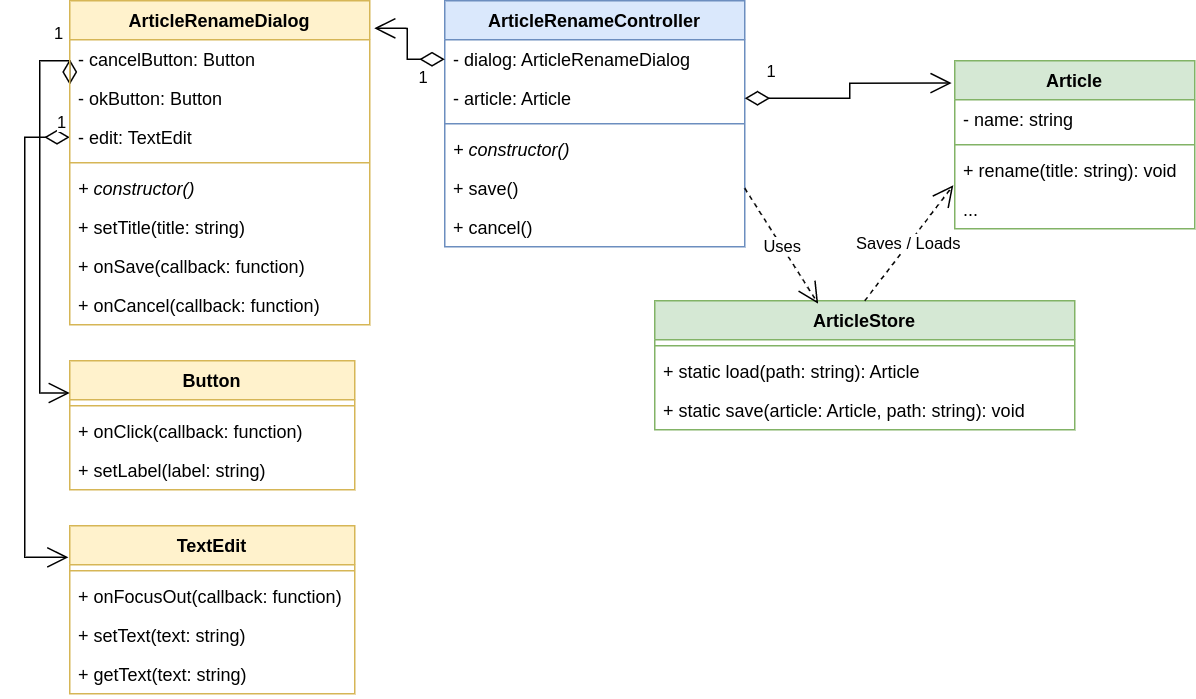 ArticleRenameDialog
1
- cancelButton: Button
- okButton: Button
1
- edit: TextEdit
+ constructor()
+ setTitle(title: string)
+ onSave(callback: function)
+ onCancel(callback: function)
Button
+ onClick(callback: function)
+ setLabel(label: string)
TextEdit
+ onFocusOut(callback: function)
+ setText(text: string)
+ getText(text: string)
ArticleRenameController
1
- dialog: ArticleRenameDialog
- article: Article
1
+ constructor()
+ save()
+ cancel()
Article
- name: string
+ rename(title: string): void
...
Uses
Saves / Loads
ArticleStore
+ static load(path: string): Article
+ static save(article: Article, path: string): void